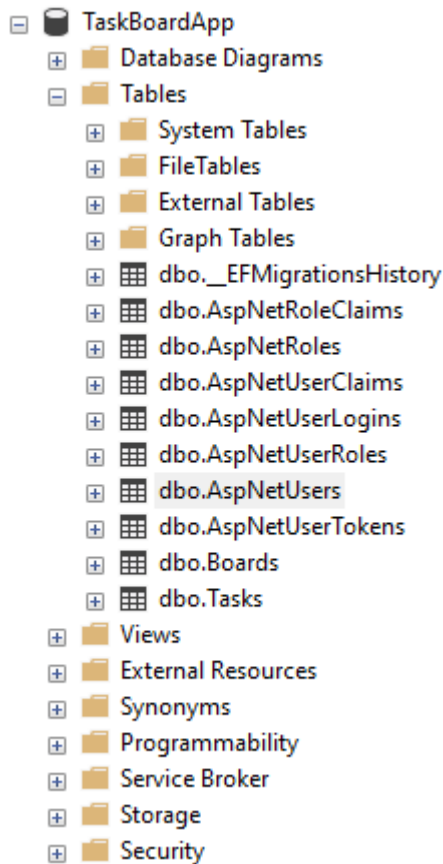 TaskBoardApp
Database Diagrams
Tables
System Tables
FileTables
External Tables
Graph Tables
dbo.__EFMigrationsHistory
dbo.AspNetRoleClaims
dbo.AspNetRoles
dbo.AspNetUserClaims
dbo.AspNetUserLogins
dbo.AspNetUserRoles
dbo.AspNetUsers
dbo.AspNetUserTokens
dbo.Boards
dbo.Tasks
Views
External Resources
Synonyms
Programmability
Service Broker
Storage
Security